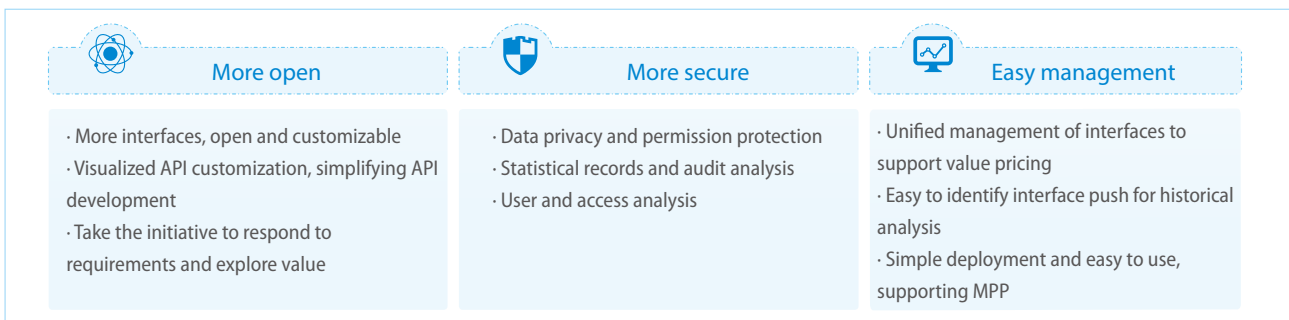 More open
· More interfaces, open and customizable
· Visualized API customization, simplifying API
development
· Take the initiative to respond to
requirements and explore value
More secure
· Data privacy and permission protection
· Statistical records and audit analysis
· User and access analysis
Easy management
· Unified management of interfaces to
support value pricing
· Easy to identify interface push for historical
analysis
· Simple deployment and easy to use,
supporting MPP